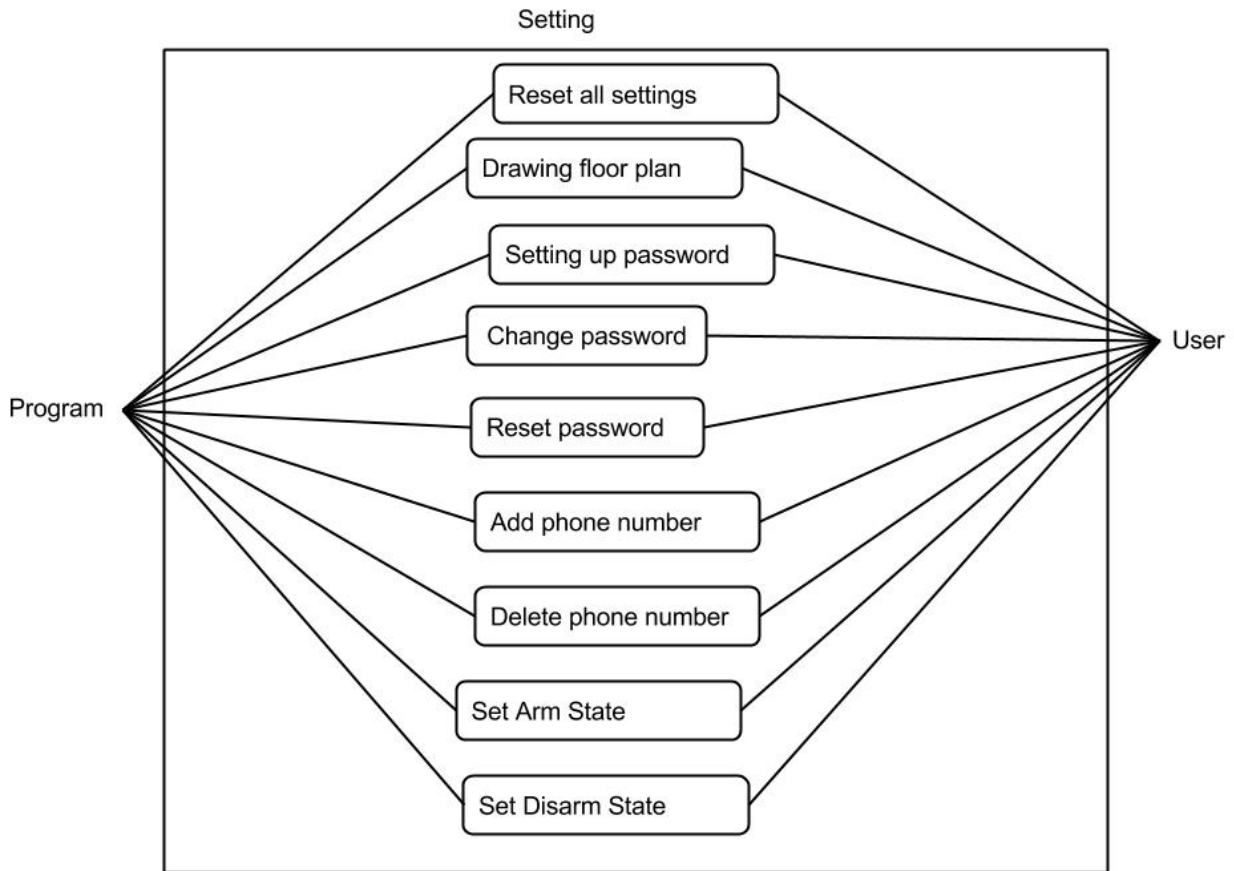 Setting
Reset all settings
Drawing floor plan
Setting up password
Change password
User
Program
Reset password
Add phone number
Delete phone number
Set Arm State
Set Disarm State